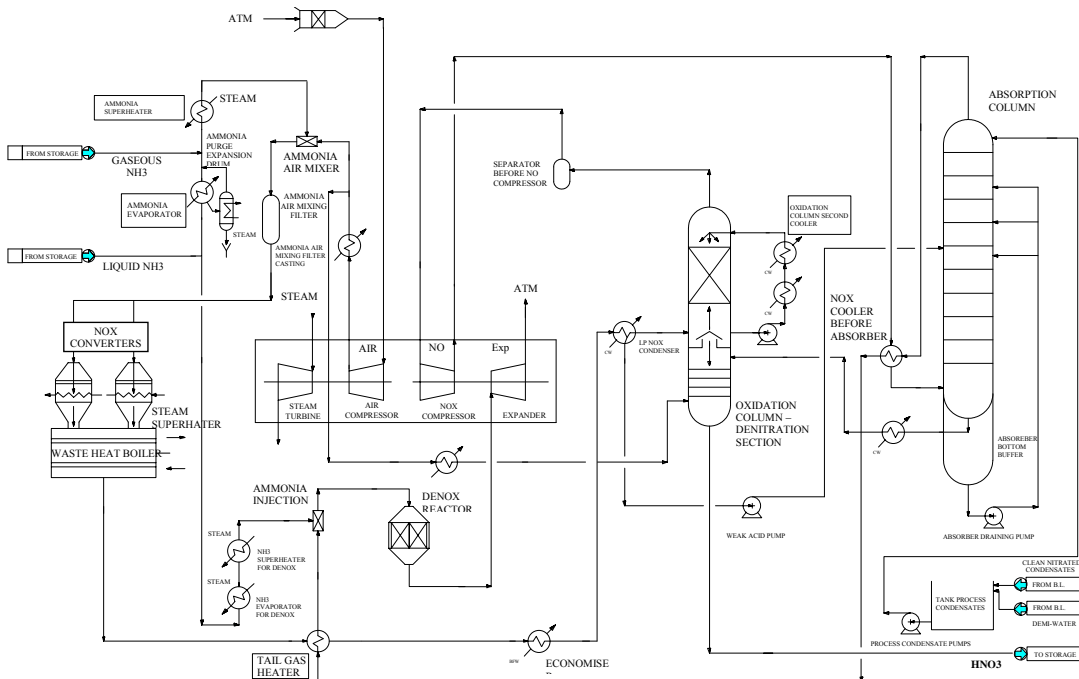 ATM
STEAM
AMMONIA
SUPERHEATER
FROM STORAGE
GASEOUS
NH3
AMMONIA
PURGE
EXPANSION
DRUM
AMMONIA
AIR MIXER
AMMONIA
EVAPORATOR
STEAM
AMMONIA
AIR MIXING
FILTER
AMMONIA AIR
MIXING FILTER
CASTING
FROM STORAGE
LIQUID NH3
STEAM
ATM
NOX
CONVERTERS
STEAM
SUPERHATER
WASTE HEAT BOILER
AIR
NO
Exp
STEAM
TURBINE
AIR
COMPRESSOR
NOX
COMPRESSOR
EXPANDER
SEPARATOR
BEFORE NO
COMPRESSOR
OXIDATION
COLUMN SECOND
COOLER
CW
CW
CW
LP NOX
CONDENSER
OXIDATION
COLUMN –
DENITRATION
SECTION
NOX
COOLER
BEFORE
ABSORBER
ABSORPTION
COLUMN
CW
ABSOREBER
BOTTOM
BUFFER
ABSORBER DRAINING PUMP
WEAK ACID PUMP
AMMONIA
INJECTION
DENOX
REACTOR
STEAM
NH3
SUPERHEATER
FOR DENOX
STEAM
NH3
EVAPORATOR
FOR DENOX
TAIL GAS
HEATER
BFW
ECONOMISE
CLEAN NITRATED
CONDENSATES
FROM B.L.
TANK PROCESS
CONDENSATES
FROM B.L.
DEMI-WATER
PROCESS CONDENSATE PUMPS
TO STORAGE
HNO3